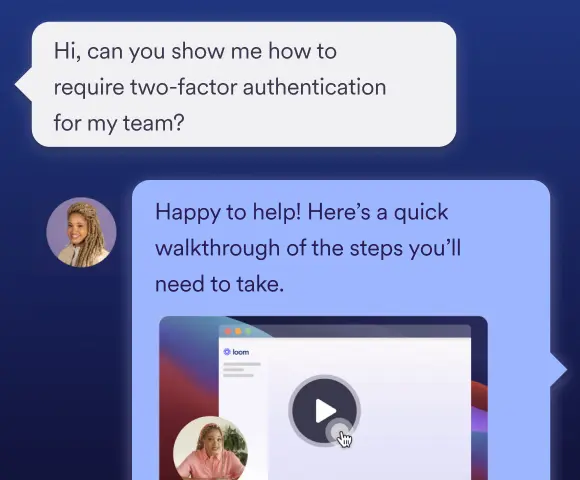 Hi, can you show me how to
require two-factor authentication
for my team?
Happy to help! Here’s a quick
walkthrough of the steps you’ll
need to take.
loom